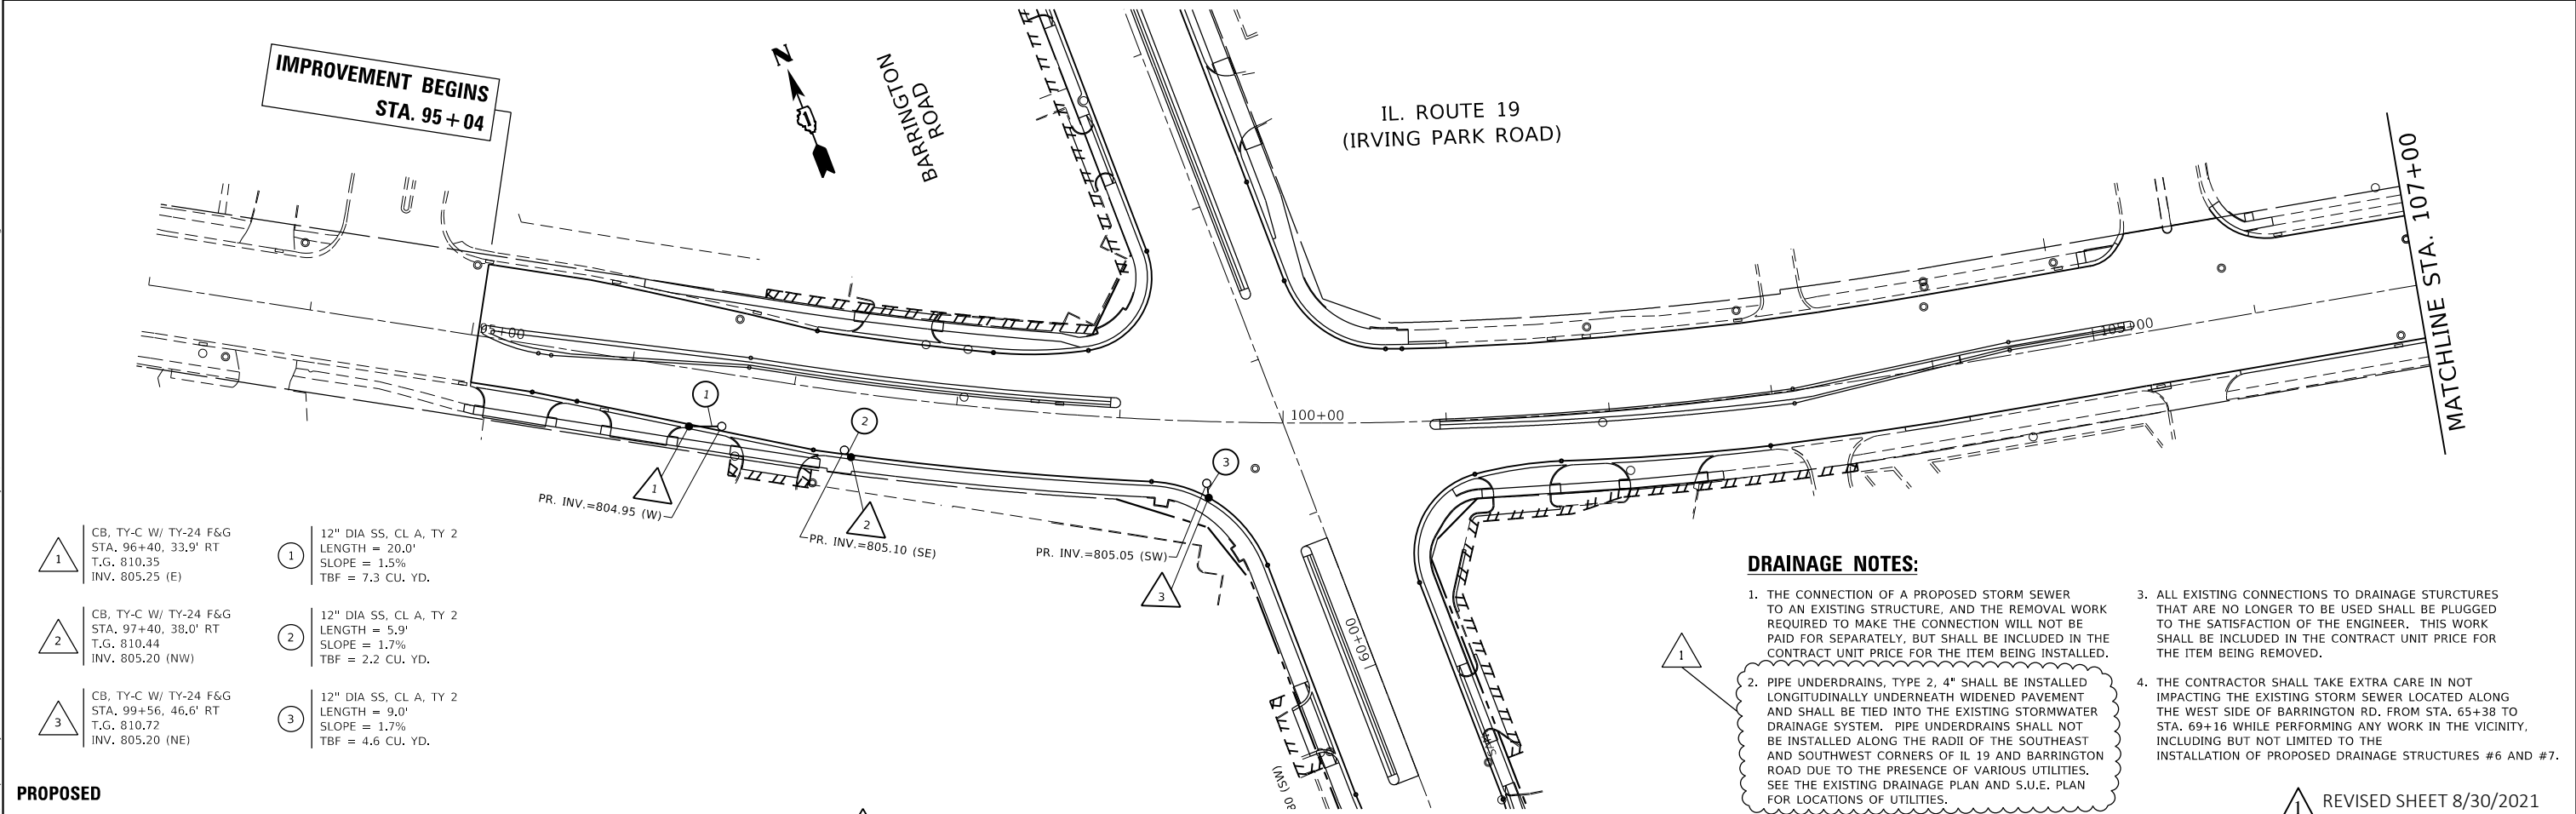 IMPROVEMENT BEGINS
STA. 95+04
N
BARRINGTON
ROAD
IL. ROUTE 19
(IRVING PARK ROAD)
MATCHLINE STA. 107+00
95+00
105+00
100+00
60+00
1
2
3
1
2
3
PR. INV.=804.95 (W)
PR. INV.=805.10 (SE)
PR. INV.=805.05 (SW)
80 (SW)
1
CB, TY-C W/ TY-24 F&G
STA. 96+40, 33.9' RT
T.G. 810.35
INV. 805.25 (E)
1
12" DIA SS, CL A, TY 2
LENGTH = 20.0'
SLOPE = 1.5%
TBF = 7.3 CU. YD.
2
CB, TY-C W/ TY-24 F&G
STA. 97+40, 38.0' RT
T.G. 810.44
INV. 805.20 (NW)
2
12" DIA SS, CL A, TY 2
LENGTH = 5.9'
SLOPE = 1.7%
TBF = 2.2 CU. YD.
3
CB, TY-C W/ TY-24 F&G
STA. 99+56, 46.6' RT
T.G. 810.72
INV. 805.20 (NE)
3
12" DIA SS, CL A, TY 2
LENGTH = 9.0'
SLOPE = 1.7%
TBF = 4.6 CU. YD.
PROPOSED
DRAINAGE NOTES:
1. THE CONNECTION OF A PROPOSED STORM SEWER
TO AN EXISTING STRUCTURE, AND THE REMOVAL WORK
REQUIRED TO MAKE THE CONNECTION WILL NOT BE
PAID FOR SEPARATELY, BUT SHALL BE INCLUDED IN THE
CONTRACT UNIT PRICE FOR THE ITEM BEING INSTALLED.
1
2. PIPE UNDERDRAINS, TYPE 2, 4" SHALL BE INSTALLED
LONGITUDINALLY UNDERNEATH WIDENED PAVEMENT
AND SHALL BE TIED INTO THE EXISTING STORMWATER
DRAINAGE SYSTEM. PIPE UNDERDRAINS SHALL NOT
BE INSTALLED ALONG THE RADII OF THE SOUTHEAST
AND SOUTHWEST CORNERS OF IL 19 AND BARRINGTON
ROAD DUE TO THE PRESENCE OF VARIOUS UTILITIES.
SEE THE EXISTING DRAINAGE PLAN AND S.U.E. PLAN
FOR LOCATIONS OF UTILITIES.
3. ALL EXISTING CONNECTIONS TO DRAINAGE STURCTURES
THAT ARE NO LONGER TO BE USED SHALL BE PLUGGED
TO THE SATISFACTION OF THE ENGINEER. THIS WORK
SHALL BE INCLUDED IN THE CONTRACT UNIT PRICE FOR
THE ITEM BEING REMOVED.
4. THE CONTRACTOR SHALL TAKE EXTRA CARE IN NOT
IMPACTING THE EXISTING STORM SEWER LOCATED ALONG
THE WEST SIDE OF BARRINGTON RD. FROM STA. 65+38 TO
STA. 69+16 WHILE PERFORMING ANY WORK IN THE VICINITY,
INCLUDING BUT NOT LIMITED TO THE
INSTALLATION OF PROPOSED DRAINAGE STRUCTURES #6 AND #7.
1 REVISED SHEET 8/30/2021